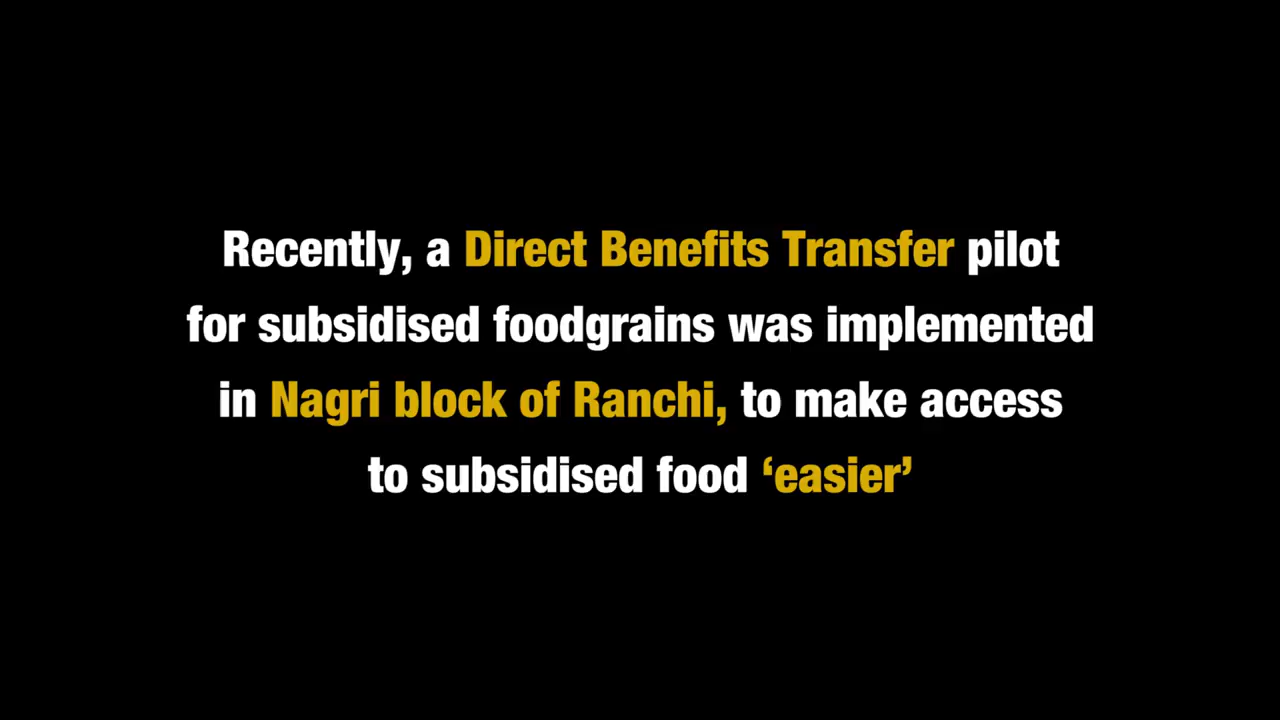 Recently, a Direct Benefits Transfer pilot
for subsidised foodgrains was implemented
in Nagri block of Ranchi, to make access
to subsidised food ‘easier’